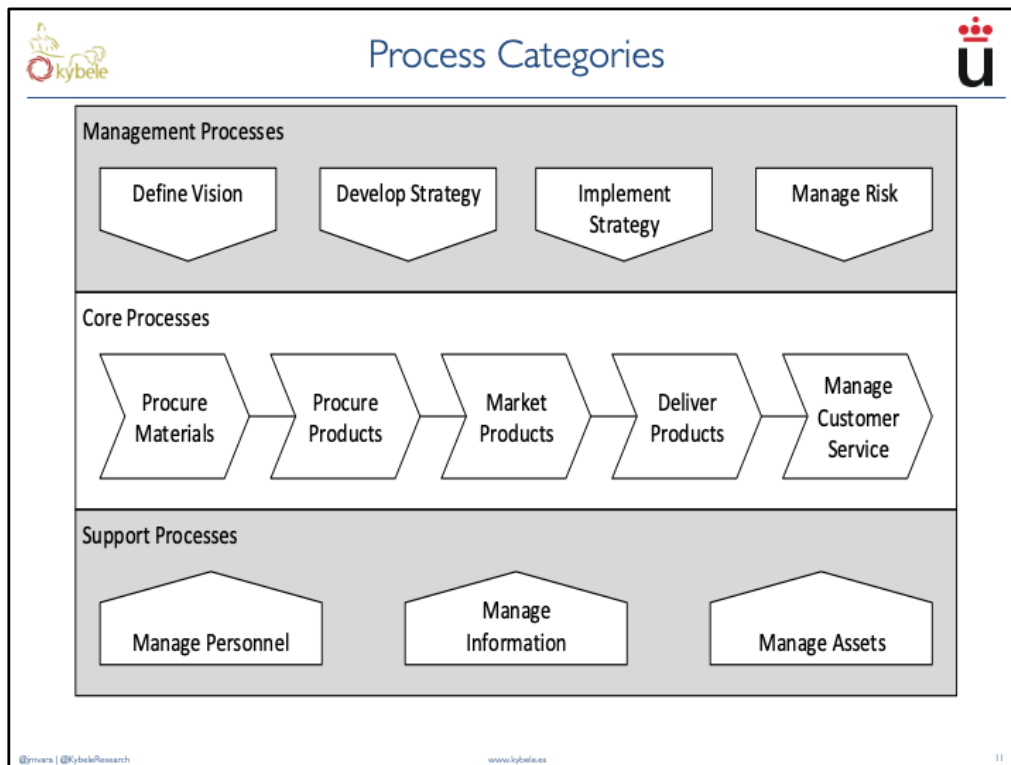 kybele
Process Categories
u
Management Processes
Define Vision
Develop Strategy
Implement
Strategy
Manage Risk
Core Processes
Procure
Materials
Procure
Products
Market
Products
Deliver
Products
Manage
Customer
Service
Support Processes
Manage Personnel
Manage
Information
Manage Assets
@jmvara | @KybeleResearch
www.kybele.es
11